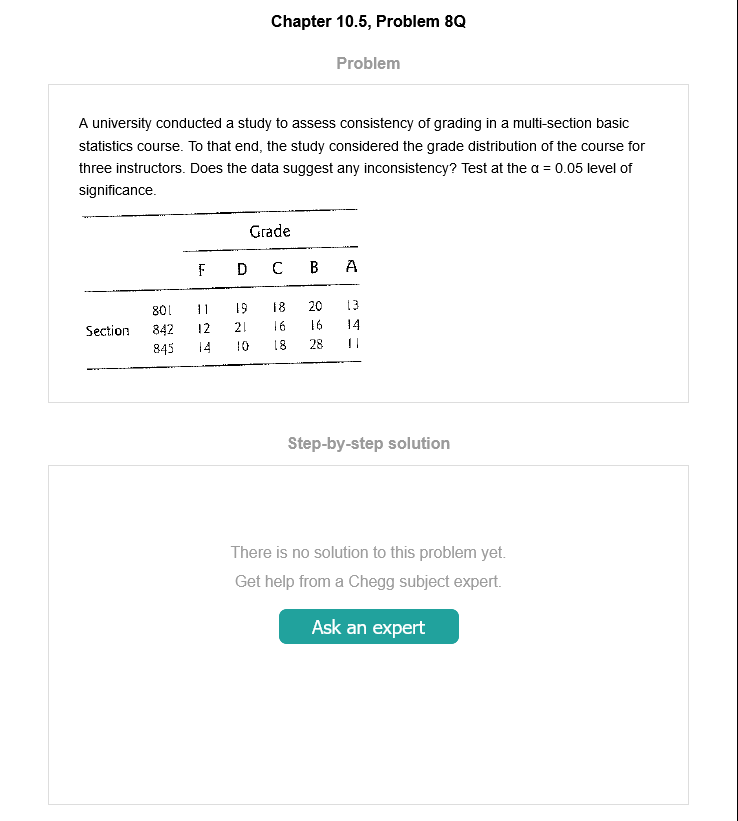 Chapter 10.5, Problem 8Q
Problem
A university conducted a study to assess consistency of grading in a multi-section basic
statistics course. To that end, the study considered the grade distribution of the course for
three instructors. Does the data suggest any inconsistency? Test at the α = 0.05 level of
significance.
Grade
F D C B A
801 11 19 18 20 13
Section 842 12 21 16 16 14
845 14 10 18 28 11
Step-by-step solution
There is no solution to this problem yet.
Get help from a Chegg subject expert.
Ask an expert